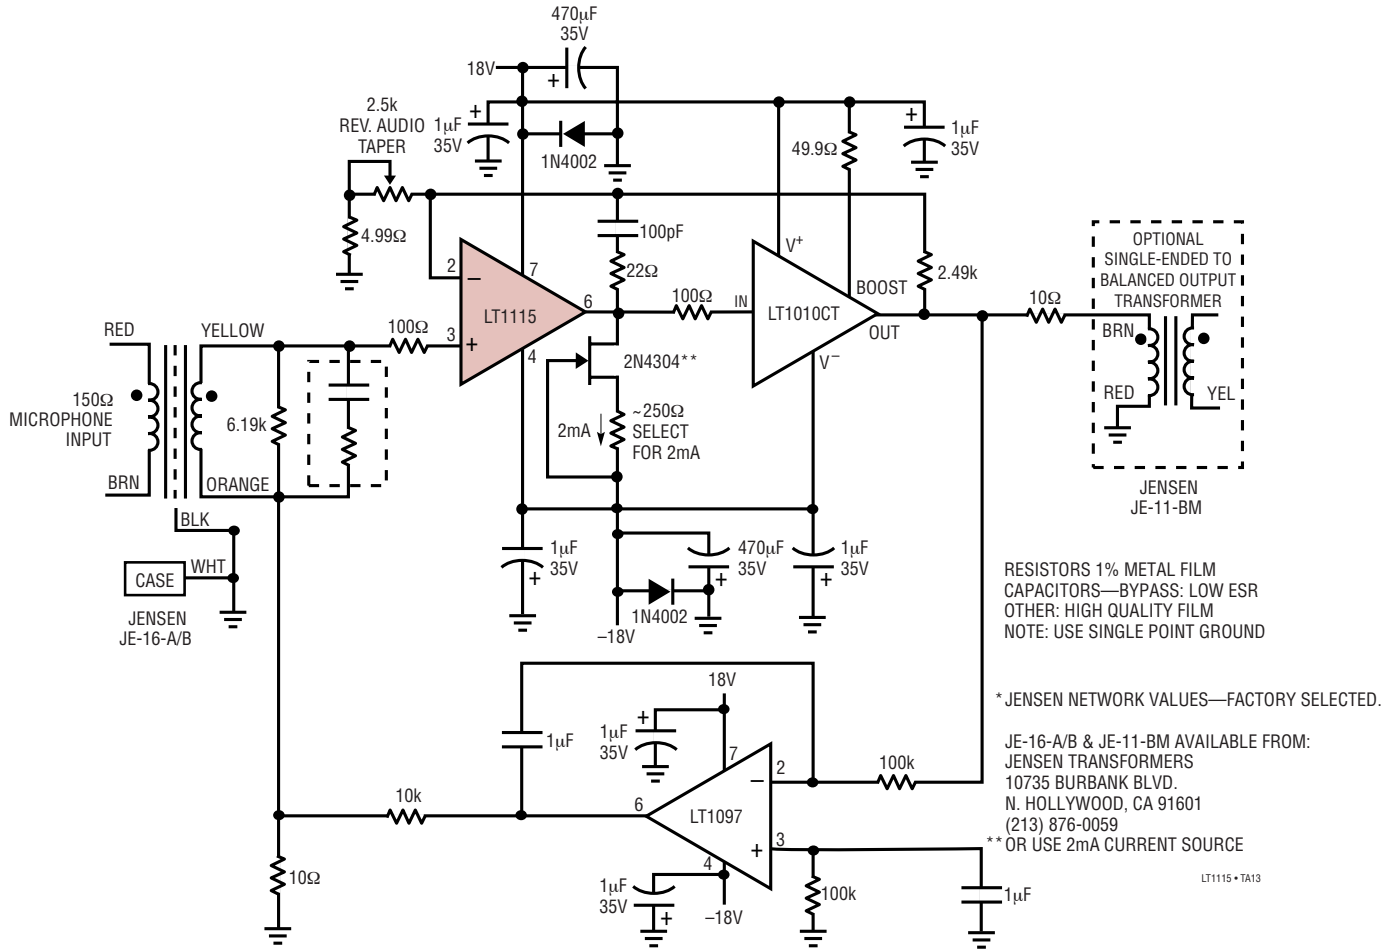 470µF
35V
18V
+
2.5k
REV. AUDIO
TAPER
+
1µF
35V
1N4002
49.9Ω
+
1µF
35V
4.99Ω
100pF
22Ω
V+
2.49k
BOOST
2
–
7
LT1115
6
3
+
4
100Ω
100Ω
IN
LT1010CT
OUT
V–
10Ω
OPTIONAL
SINGLE-ENDED TO
BALANCED OUTPUT
TRANSFORMER
BRN
RED
YEL
JENSEN
JE-11-BM
RED
YELLOW
150Ω
MICROPHONE
INPUT
6.19k
BRN
ORANGE
BLK
WHT
CASE
JENSEN
JE-16-A/B
2N4304**
2mA
~250Ω
SELECT
FOR 2mA
1µF
35V
+
470µF
35V
+
1µF
35V
+
1N4002
–18V
RESISTORS 1% METAL FILM
CAPACITORS—BYPASS: LOW ESR
OTHER: HIGH QUALITY FILM
NOTE: USE SINGLE POINT GROUND
18V
+
1µF
35V
1µF
7
2
–
100k
10k
6
LT1097
3
+
4
1µF
35V
+
–18V
100k
1µF
10Ω
*JENSEN NETWORK VALUES—FACTORY SELECTED.
JE-16-A/B & JE-11-BM AVAILABLE FROM:
JENSEN TRANSFORMERS
10735 BURBANK BLVD.
N. HOLLYWOOD, CA 91601
(213) 876-0059
**OR USE 2mA CURRENT SOURCE
LT1115 • TA13